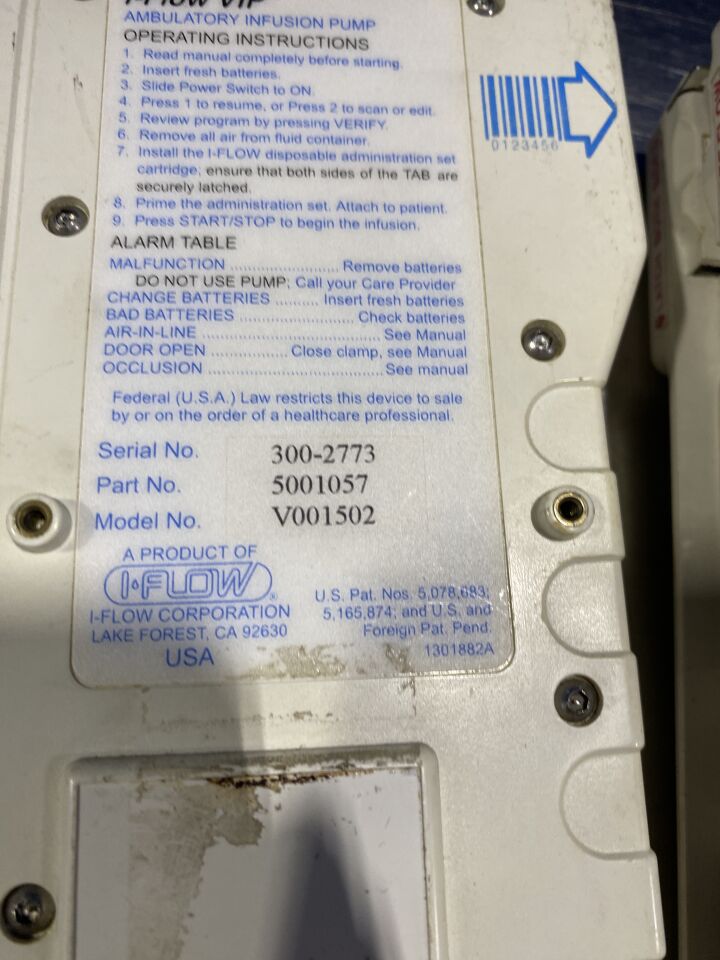 I-Flow VIP
AMBULATORY INFUSION PUMP
OPERATING INSTRUCTIONS
1. Read manual completely before starting.
2. Insert fresh batteries.
3. Slide Power Switch to ON.
4. Press 1 to resume, or Press 2 to scan or edit.
5. Review program by pressing VERIFY.
6. Remove all air from fluid container.
7. Install the I-FLOW disposable administration set
cartridge; ensure that both sides of the TAB are
securely latched.
8. Prime the administration set. Attach to patient.
9. Press START/STOP to begin the infusion.
0123456
ALARM TABLE
MALFUNCTION ........................ Remove batteries
DO NOT USE PUMP; Call your Care Provider
CHANGE BATTERIES .......... Insert fresh batteries
BAD BATTERIES .......................... Check batteries
AIR-IN-LINE ........................................ See Manual
DOOR OPEN .................. Close clamp, see Manual
OCCLUSION ........................................ See manual
Federal (U.S.A.) Law restricts this device to sale
by or on the order of a healthcare professional.
Serial No. 300-2773
Part No. 5001057
Model No. V001502
A PRODUCT OF
I-FLOW®
I-FLOW CORPORATION
LAKE FOREST, CA 92630
USA
U.S. Pat. Nos. 5,078,683;
5,165,874; and U.S. and
Foreign Pat. Pend.
1301882A